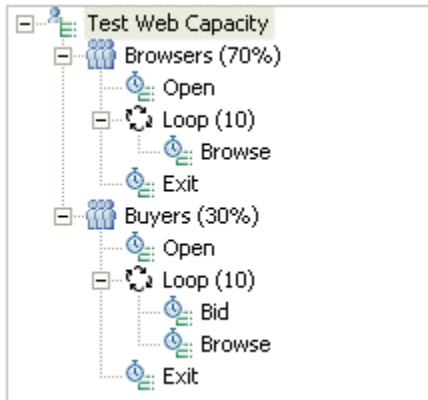 Test Web Capacity
Browsers (70%)
Open
Loop (10)
Browse
Exit
Buyers (30%)
Open
Loop (10)
Bid
Browse
Exit